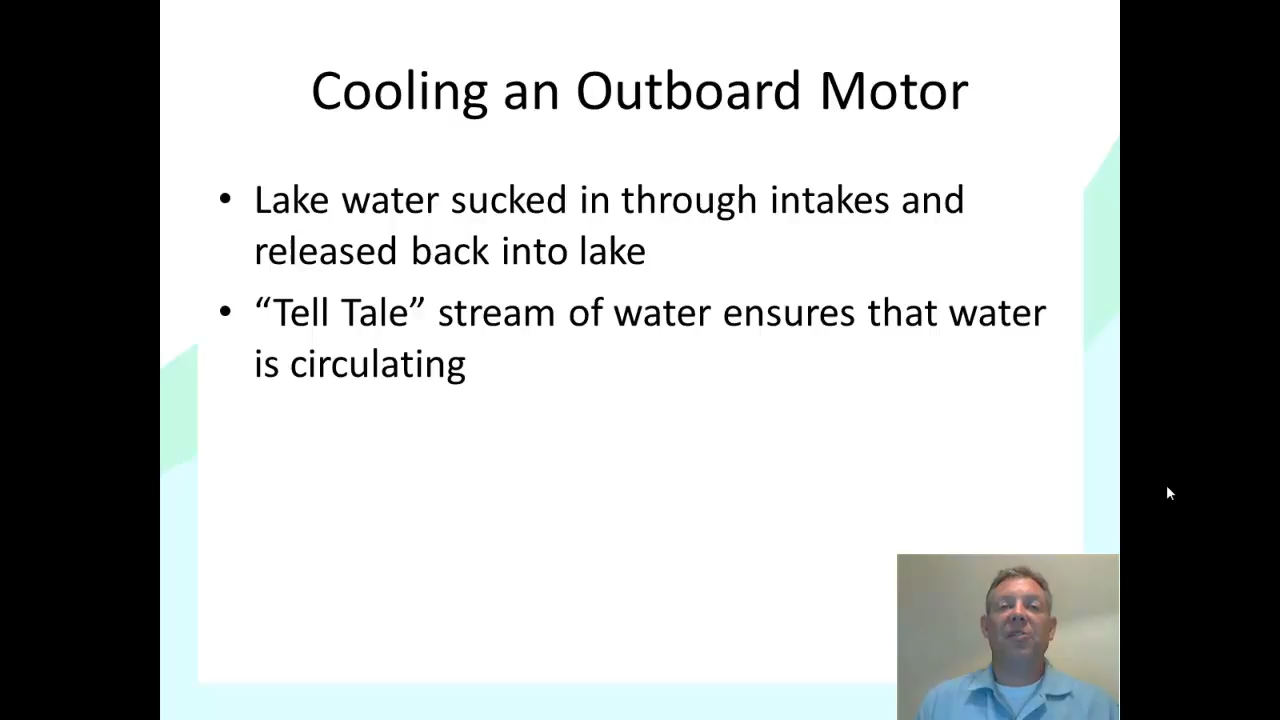 Cooling an Outboard Motor
• Lake water sucked in through intakes and
released back into lake
• “Tell Tale” stream of water ensures that water
is circulating